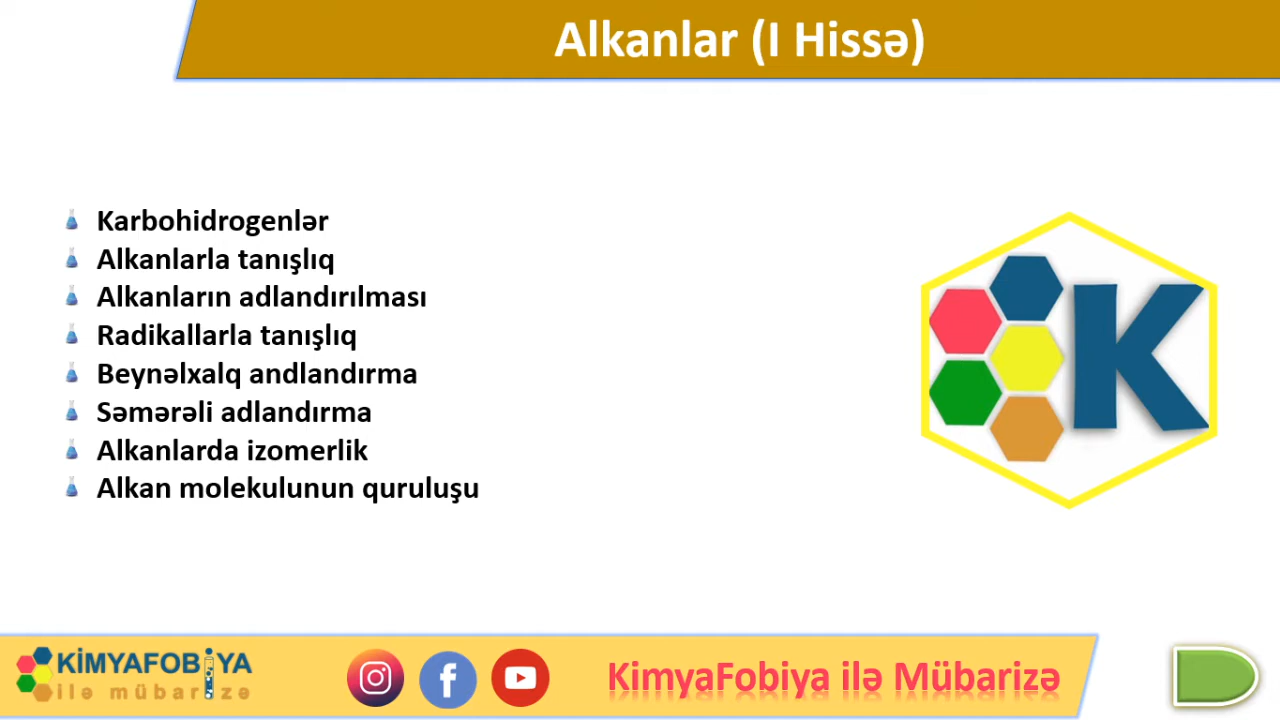 Alkanlar (I Hissə)
Karbohidrogenlər
Alkanlarla tanışlıq
Alkanların adlandırılması
Radikallarla tanışlıq
Beynəlxalq andlandırma
Səmərəli adlandırma
Alkanlarda izomerlik
Alkan molekulunun quruluşu
K
KİMYAFOBİYA
ilə mübarizə
KimyaFobiya ilə Mübarizə